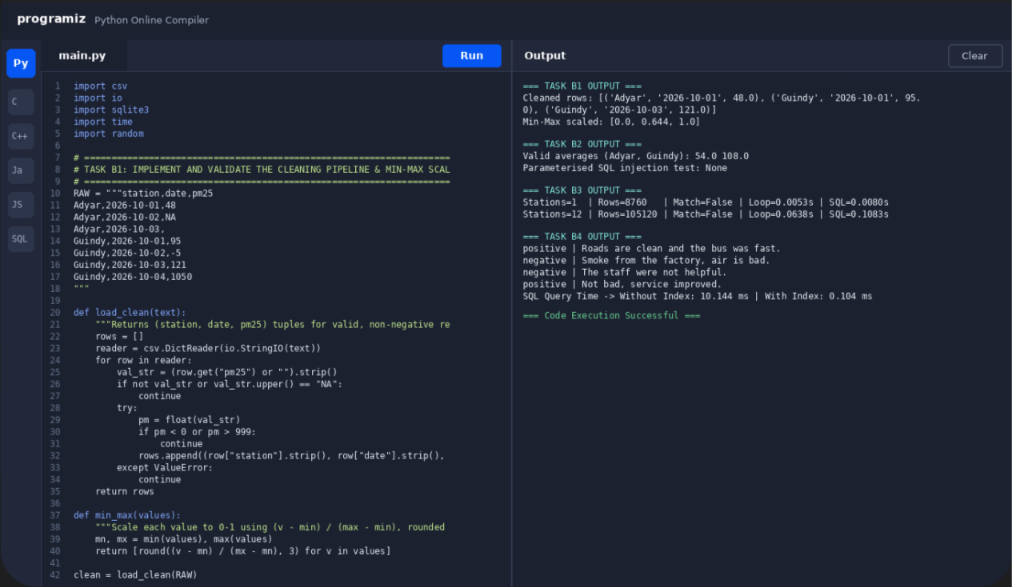 programiz Python Online Compiler
main.py
Run
Output
Clear
Py
C
C++
Ja
JS
SQL
1 import csv
2 import io
3 import sqlite3
4 import time
5 import random
6
7 # ====================================================================
8 # TASK B1: IMPLEMENT AND VALIDATE THE CLEANING PIPELINE & MIN-MAX SCAL
9 # ====================================================================
10 RAW = """station,date,pm25
11 Adyar,2026-10-01,48
12 Adyar,2026-10-02,NA
13 Adyar,2026-10-03,
14 Guindy,2026-10-01,95
15 Guindy,2026-10-02,-5
16 Guindy,2026-10-03,121
17 Guindy,2026-10-04,1050
18 """
19
20 def load_clean(text):
21     """Returns (station, date, pm25) tuples for valid, non-negative re
22     rows = []
23     reader = csv.DictReader(io.StringIO(text))
24     for row in reader:
25         val_str = (row.get("pm25") or "").strip()
26         if not val_str or val_str.upper() == "NA":
27             continue
28         try:
29             pm = float(val_str)
30             if pm < 0 or pm > 999:
31                 continue
32             rows.append((row["station"].strip(), row["date"].strip(),
33         except ValueError:
34             continue
35     return rows
36
37 def min_max(values):
38     """Scale each value to 0-1 using (v - min) / (max - min), rounded
39     mn, mx = min(values), max(values)
40     return [round((v - mn) / (mx - mn), 3) for v in values]
41
42 clean = load_clean(RAW)
=== TASK B1 OUTPUT ===
Cleaned rows: [('Adyar', '2026-10-01', 48.0), ('Guindy', '2026-10-01', 95.
0), ('Guindy', '2026-10-03', 121.0)]
Min-Max scaled: [0.0, 0.644, 1.0]
=== TASK B2 OUTPUT ===
Valid averages (Adyar, Guindy): 54.0 108.0
Parameterised SQL injection test: None
=== TASK B3 OUTPUT ===
Stations=1  | Rows=8760   | Match=False | Loop=0.0053s | SQL=0.0080s
Stations=12 | Rows=105120 | Match=False | Loop=0.0638s | SQL=0.1083s
=== TASK B4 OUTPUT ===
positive | Roads are clean and the bus was fast.
negative | Smoke from the factory, air is bad.
negative | The staff were not helpful.
positive | Not bad, service improved.
SQL Query Time -> Without Index: 10.144 ms | With Index: 0.104 ms
=== Code Execution Successful ===